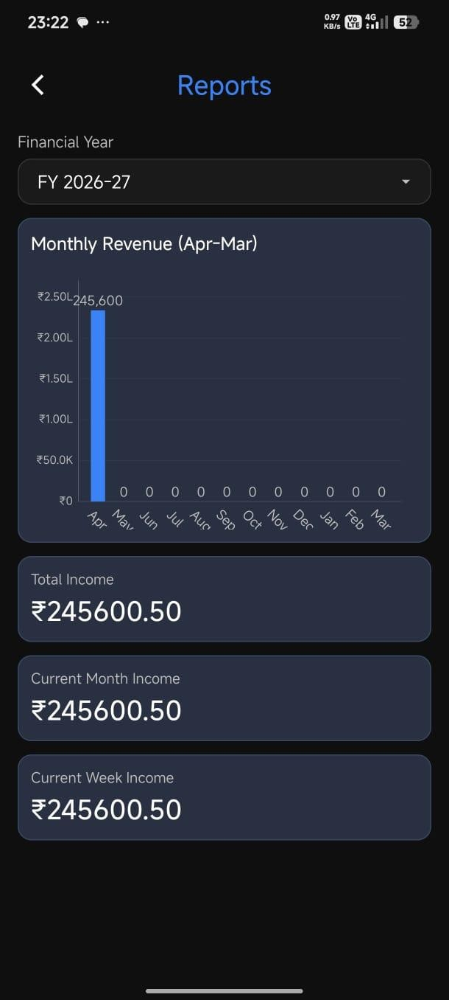 23:22 ...
0.97 KB/s Vo LTE 4G 52
Reports
Financial Year
FY 2026-27
Monthly Revenue (Apr-Mar)
₹2.50L 245,600
₹2.00L
₹1.50L
₹1.00L
₹50.0K
₹0 0 0 0 0 0 0 0 0 0 0 0
Apr May Jun Jul Aug Sep Oct Nov Dec Jan Feb Mar
Total Income
₹245600.50
Current Month Income
₹245600.50
Current Week Income
₹245600.50